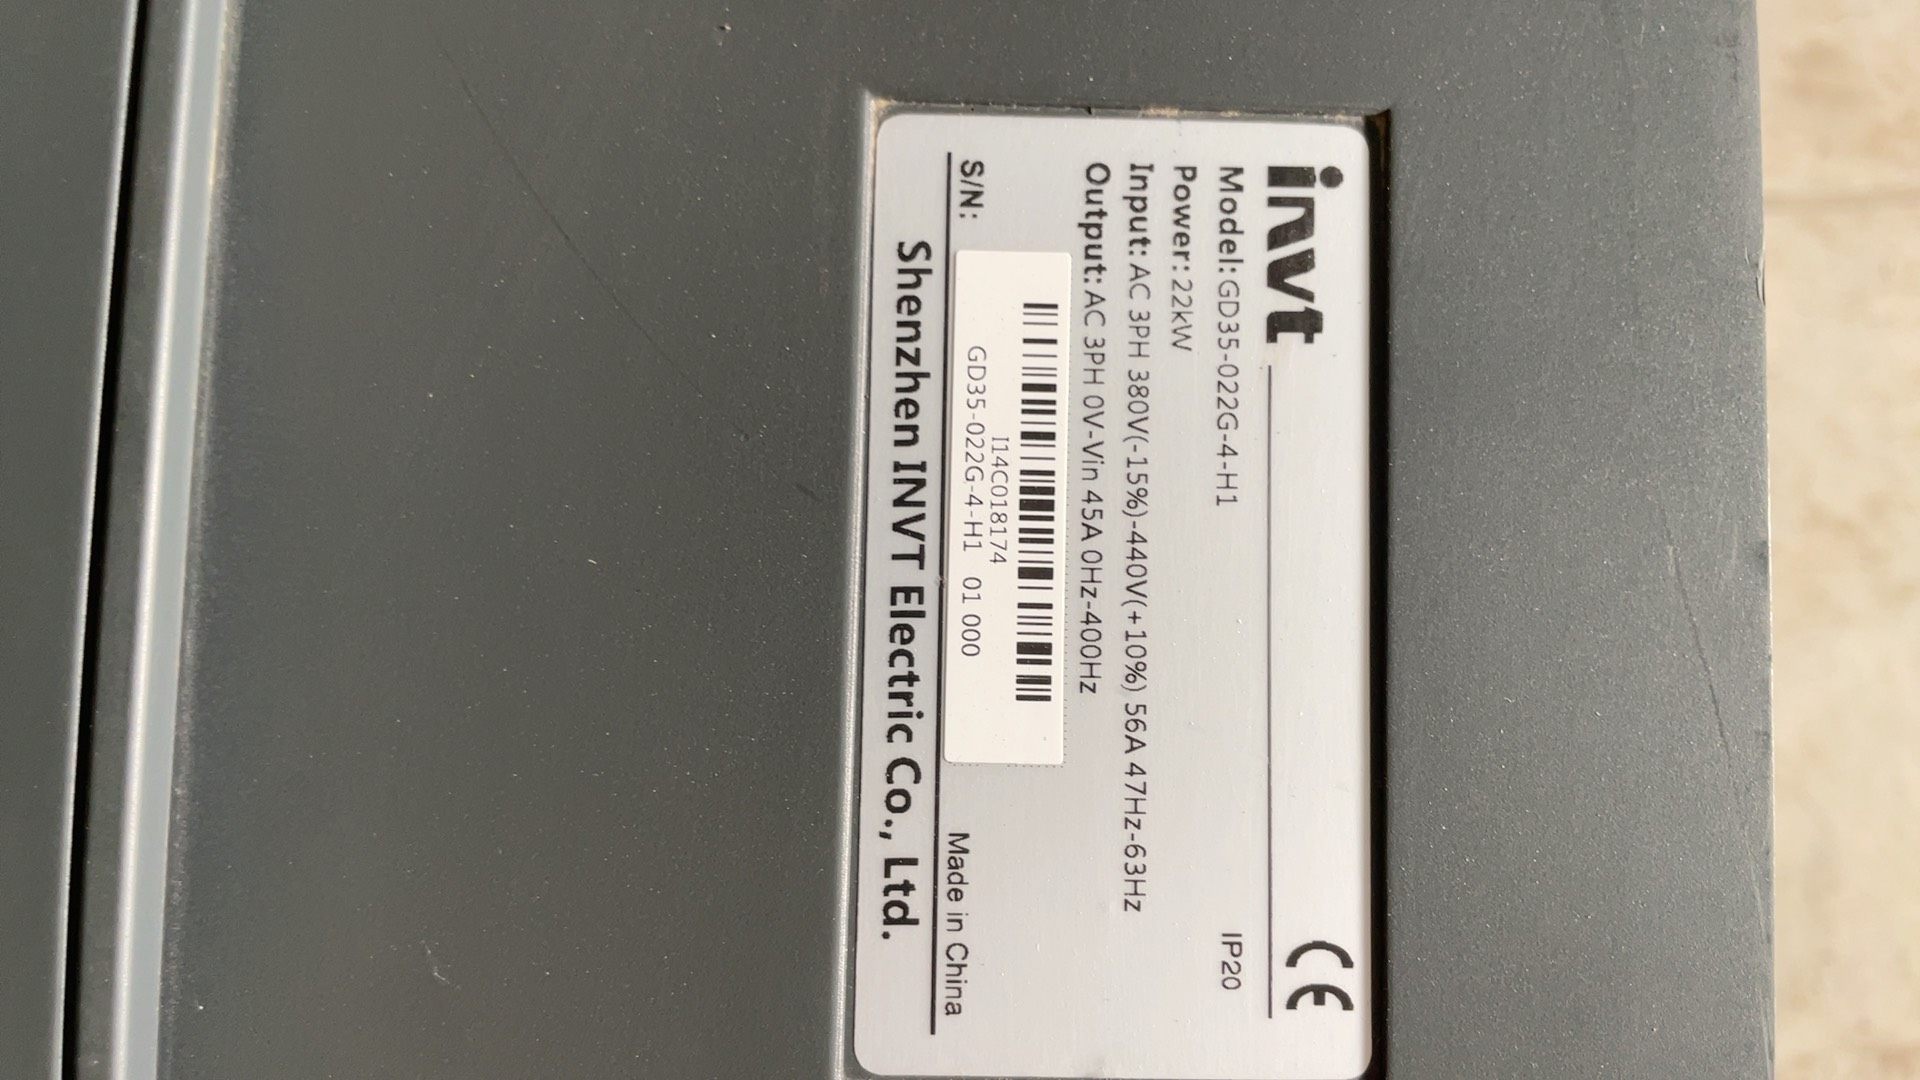 invt CE
Model: GD35-022G-4-H1 IP20
Power: 22kW
Input: AC 3PH 380V(-15%)-440V(+10%) 56A 47Hz-63Hz
Output: AC 3PH 0V-Vin 45A 0Hz-400Hz
S/N:
I14C018174
GD35-022G-4-H1 01 000
Made in China
Shenzhen INVT Electric Co., Ltd.